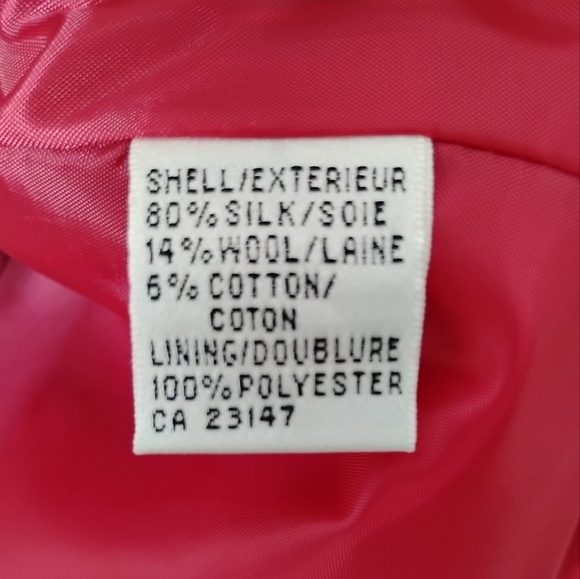 SHELL/EXTERIEUR
80% SILK/SOIE
14% WOOL/LAINE
6% COTTON/
COTON
LINING/DOUBLURE
100% POLYESTER
CA 23147